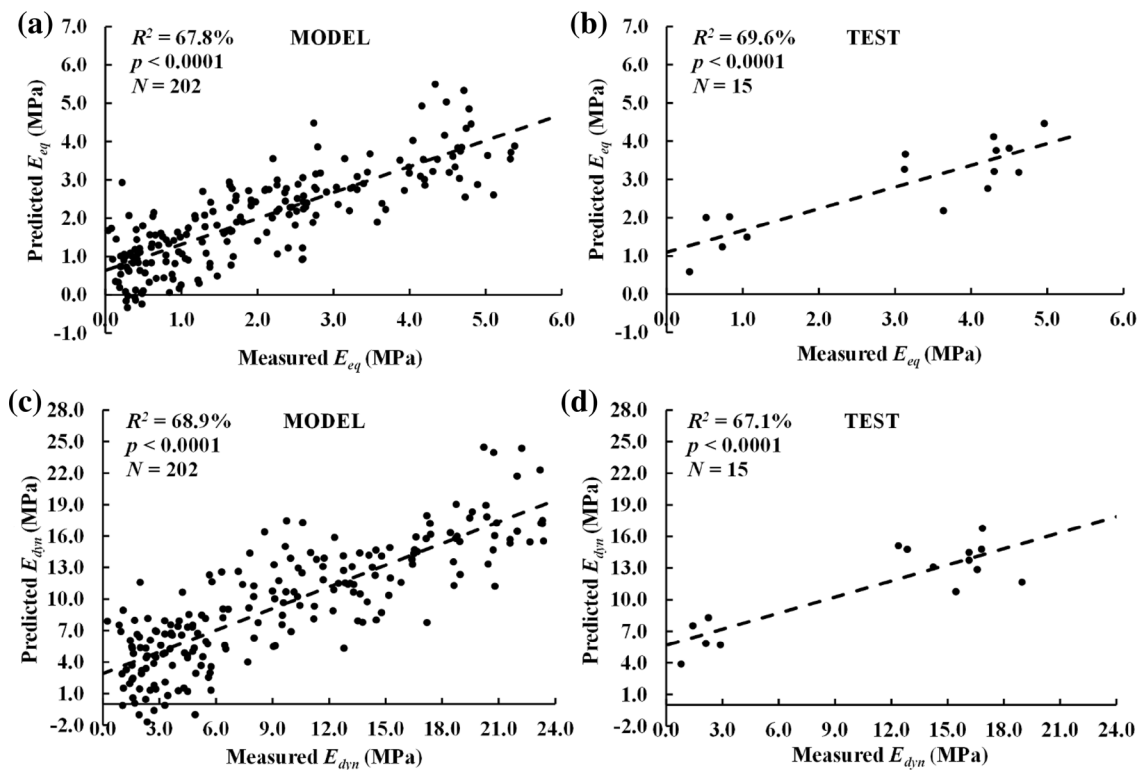 (a)
7.0
6.0
5.0
4.0
3.0
2.0
1.0
0.0
-1.0
Predicted Eeq (MPa)
R² = 67.8%
p < 0.0001
N = 202
MODEL
0.0 1.0 2.0 3.0 4.0 5.0 6.0
Measured Eeq (MPa)
(b)
7.0
6.0
5.0
4.0
3.0
2.0
1.0
0.0
-1.0
Predicted Eeq (MPa)
R² = 69.6%
p < 0.0001
N = 15
TEST
0.0 1.0 2.0 3.0 4.0 5.0 6.0
Measured Eeq (MPa)
(c)
28.0
25.0
22.0
19.0
16.0
13.0
10.0
7.0
4.0
1.0
-2.0
Predicted Edyn (MPa)
R² = 68.9%
p < 0.0001
N = 202
MODEL
0.0 3.0 6.0 9.0 12.0 15.0 18.0 21.0 24.0
Measured Edyn (MPa)
(d)
28.0
25.0
22.0
19.0
16.0
13.0
10.0
7.0
4.0
1.0
-2.0
Predicted Edyn (MPa)
R² = 67.1%
p < 0.0001
N = 15
TEST
0.0 3.0 6.0 9.0 12.0 15.0 18.0 21.0 24.0
Measured Edyn (MPa)